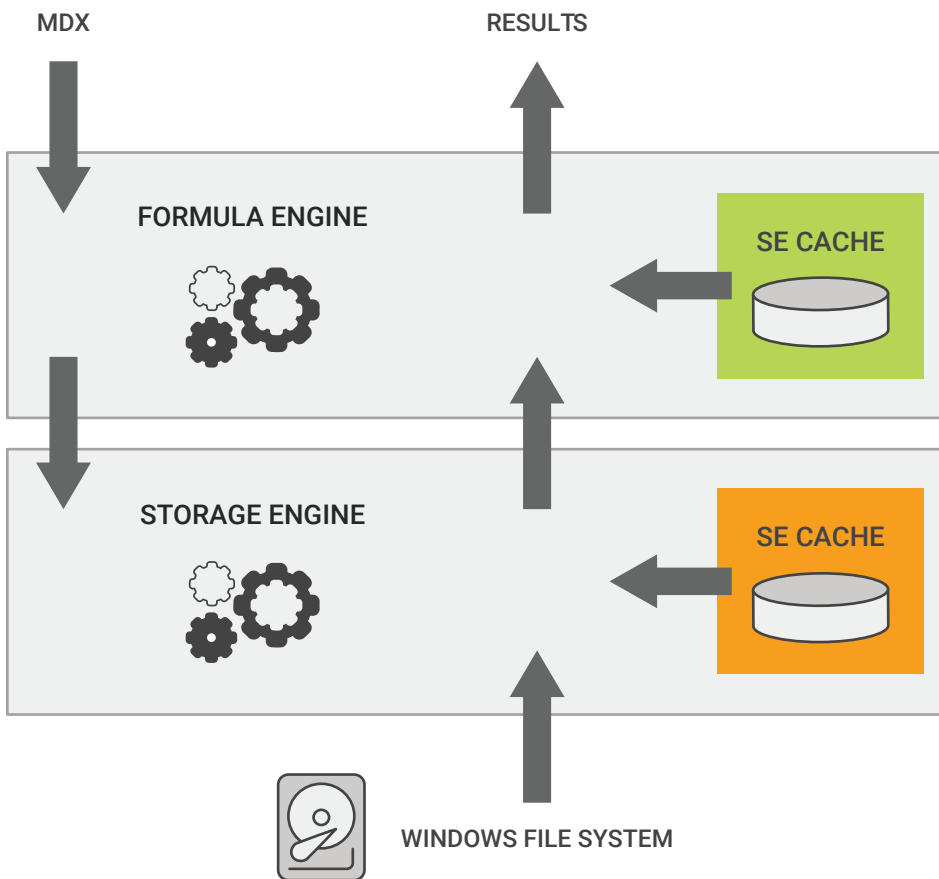 MDX
RESULTS
FORMULA ENGINE
SE CACHE
STORAGE ENGINE
SE CACHE
WINDOWS FILE SYSTEM